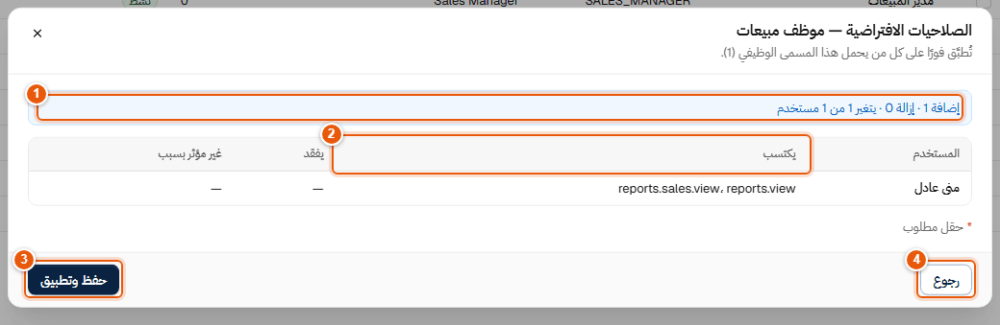 مدير المبيعات SALES_MANAGER Sales Manager 0 نشط
الصلاحيات الافتراضية — موظف مبيعات
تُطبَّق فورًا على كل من يحمل هذا المسمى الوظيفي (1).
1
إضافة 1 · إزالة 0 · يتغير 1 من 1 مستخدم
2
المستخدم يكتسب يفقد غير مؤثر بسبب
منى عادل reports.sales.view، reports.view — —
* حقل مطلوب
4
رجوع
3
حفظ وتطبيق